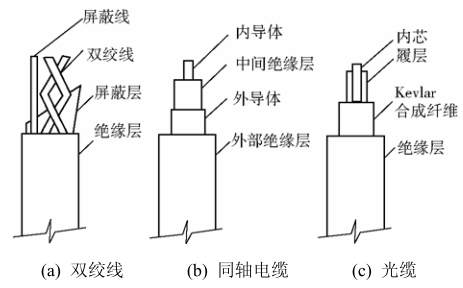 屏蔽线
双绞线
屏蔽层
绝缘层
内导体
中间绝缘层
外导体
外部绝缘层
内芯
履层
Kevlar
合成纤维
绝缘层
(a) 双绞线
(b) 同轴电缆
(c) 光缆